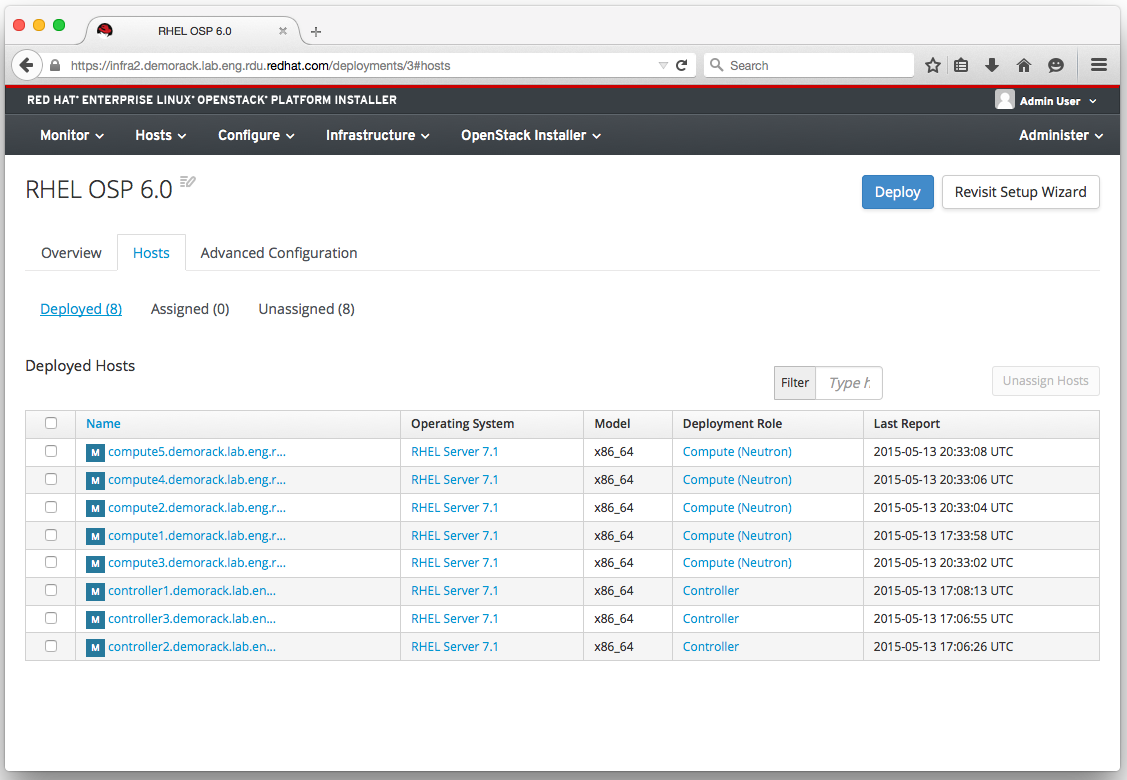 RHEL OSP 6.0
https://infra2.demorack.lab.eng.rdu.redhat.com/deployments/3#hosts
Search
RED HAT® ENTERPRISE LINUX® OPENSTACK® PLATFORM INSTALLER
Admin User
Monitor Hosts Configure Infrastructure OpenStack Installer Administer
RHEL OSP 6.0
Deploy Revisit Setup Wizard
Overview Hosts Advanced Configuration
Deployed (8) Assigned (0) Unassigned (8)
Deployed Hosts
Filter Type h Unassign Hosts
Name Operating System Model Deployment Role Last Report
M compute5.demorack.lab.eng.r... RHEL Server 7.1 x86_64 Compute (Neutron) 2015-05-13 20:33:08 UTC
M compute4.demorack.lab.eng.r... RHEL Server 7.1 x86_64 Compute (Neutron) 2015-05-13 20:33:06 UTC
M compute2.demorack.lab.eng.r... RHEL Server 7.1 x86_64 Compute (Neutron) 2015-05-13 20:33:04 UTC
M compute1.demorack.lab.eng.r... RHEL Server 7.1 x86_64 Compute (Neutron) 2015-05-13 17:33:58 UTC
M compute3.demorack.lab.eng.r... RHEL Server 7.1 x86_64 Compute (Neutron) 2015-05-13 20:33:02 UTC
M controller1.demorack.lab.en... RHEL Server 7.1 x86_64 Controller 2015-05-13 17:08:13 UTC
M controller3.demorack.lab.en... RHEL Server 7.1 x86_64 Controller 2015-05-13 17:06:55 UTC
M controller2.demorack.lab.en... RHEL Server 7.1 x86_64 Controller 2015-05-13 17:06:26 UTC